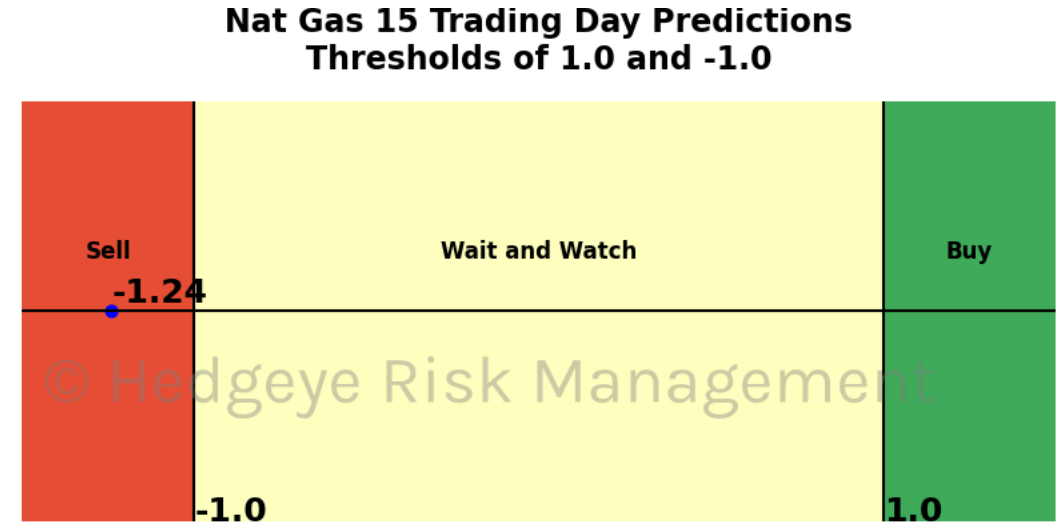 Nat Gas 15 Trading Day Predictions
Thresholds of 1.0 and -1.0
Sell
Wait and Watch
Buy
-1.24
© Hedgeye Risk Management
-1.0
1.0